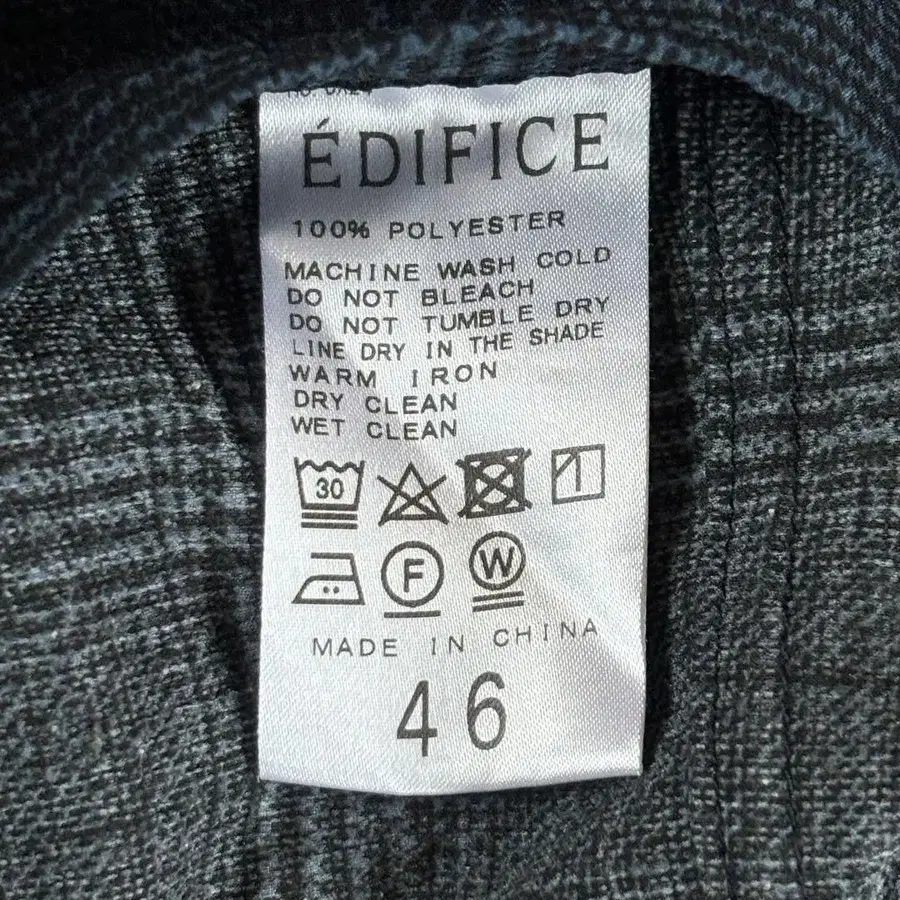 ÉDIFICE
100% POLYESTER
MACHINE WASH COLD
DO NOT BLEACH
DO NOT TUMBLE DRY
LINE DRY IN THE SHADE
WARM IRON
DRY CLEAN
WET CLEAN
30
F W
MADE IN CHINA
46